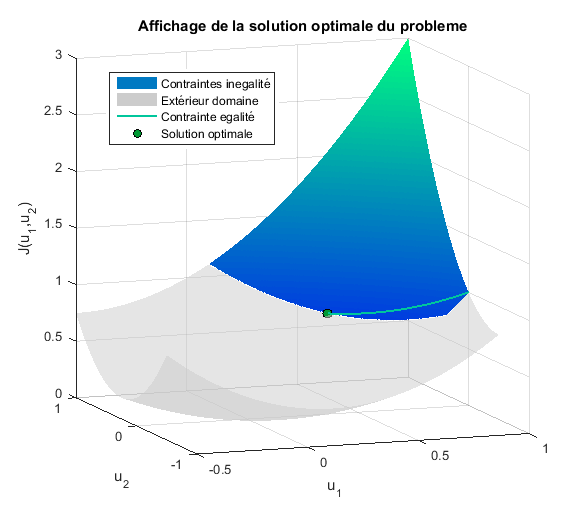 Affichage de la solution optimale du probleme
Contraintes inegalité
Extérieur domaine
Contrainte egalité
Solution optimale
J(u1,u2)
3
2.5
2
1.5
1
0.5
0
1
0
-1
u2
-0.5
0
0.5
1
u1